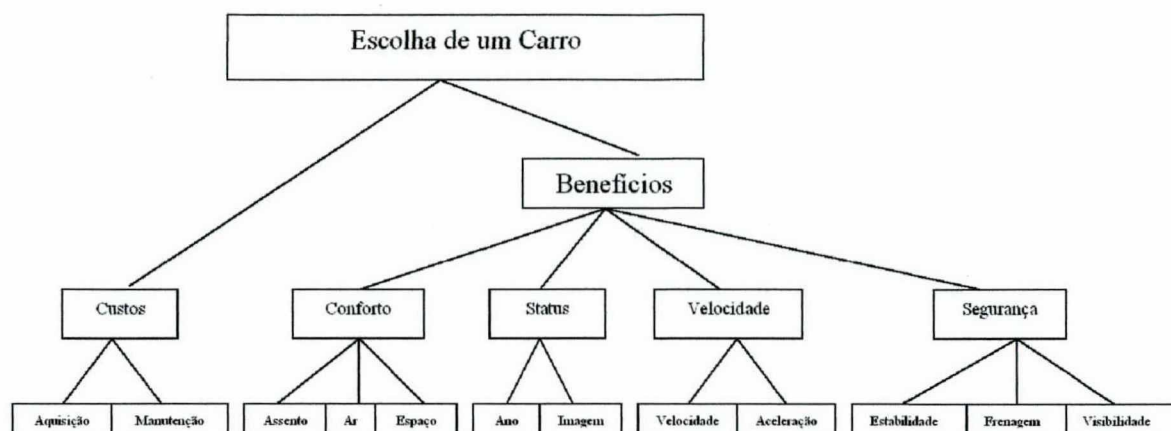 Escolha de um Carro
Benefícios
Custos
Conforto
Status
Velocidade
Segurança
Aquisição
Manutenção
Assento
Ar
Espaço
Ano
Imagem
Velocidade
Aceleração
Estabilidade
Frenagem
Visibilidade